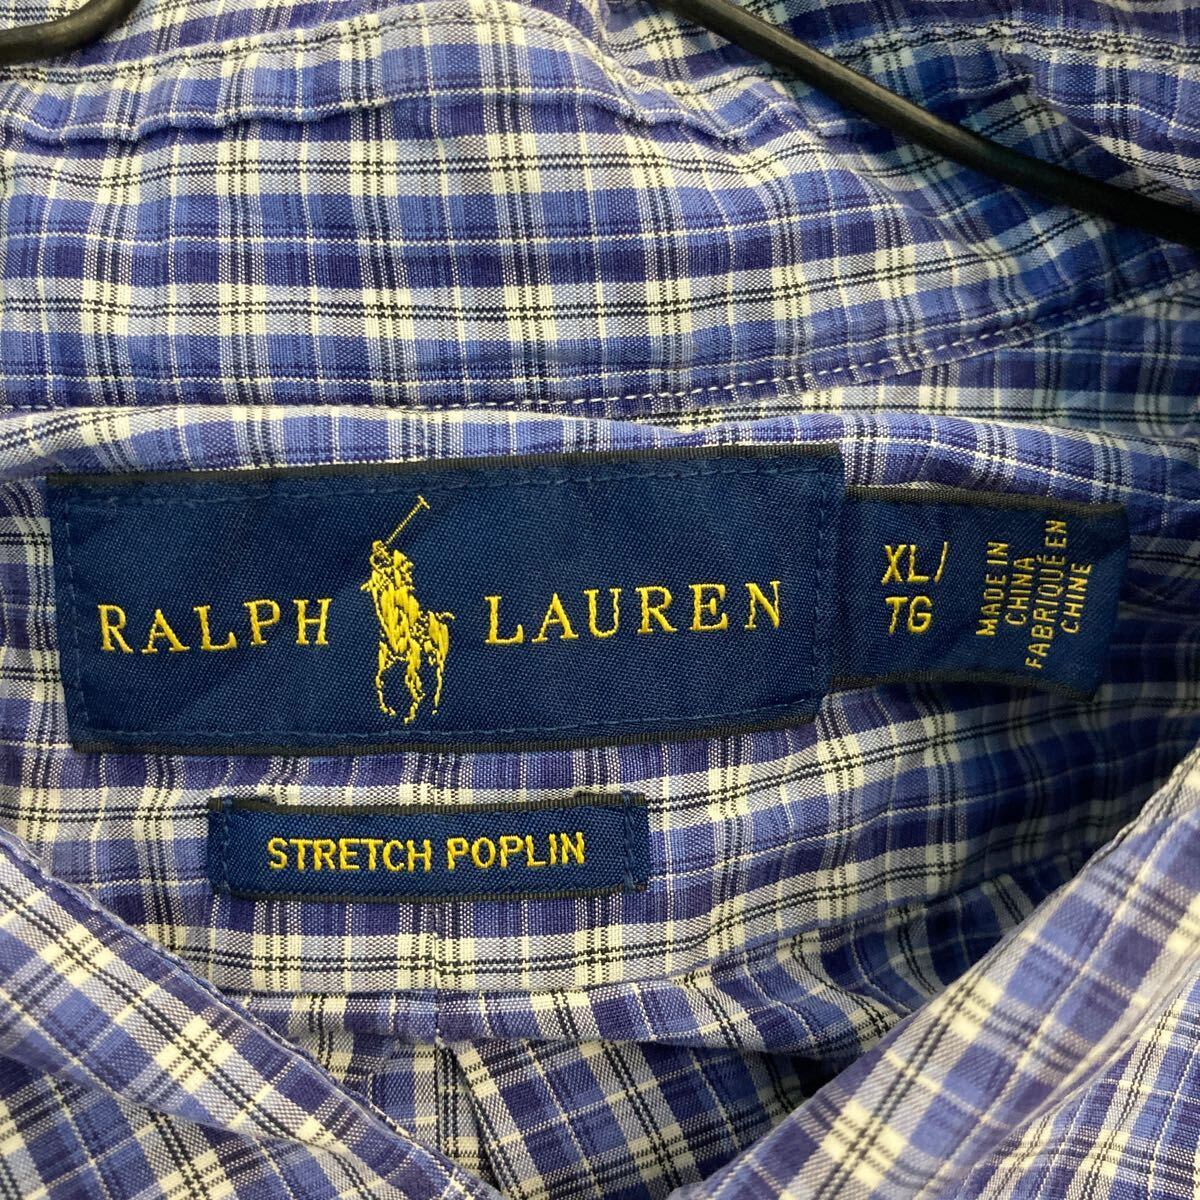 RALPH LAUREN
XL/
TG
MADE IN
CHINA
FABRIQUÉ EN
CHINE
STRETCH POPLIN